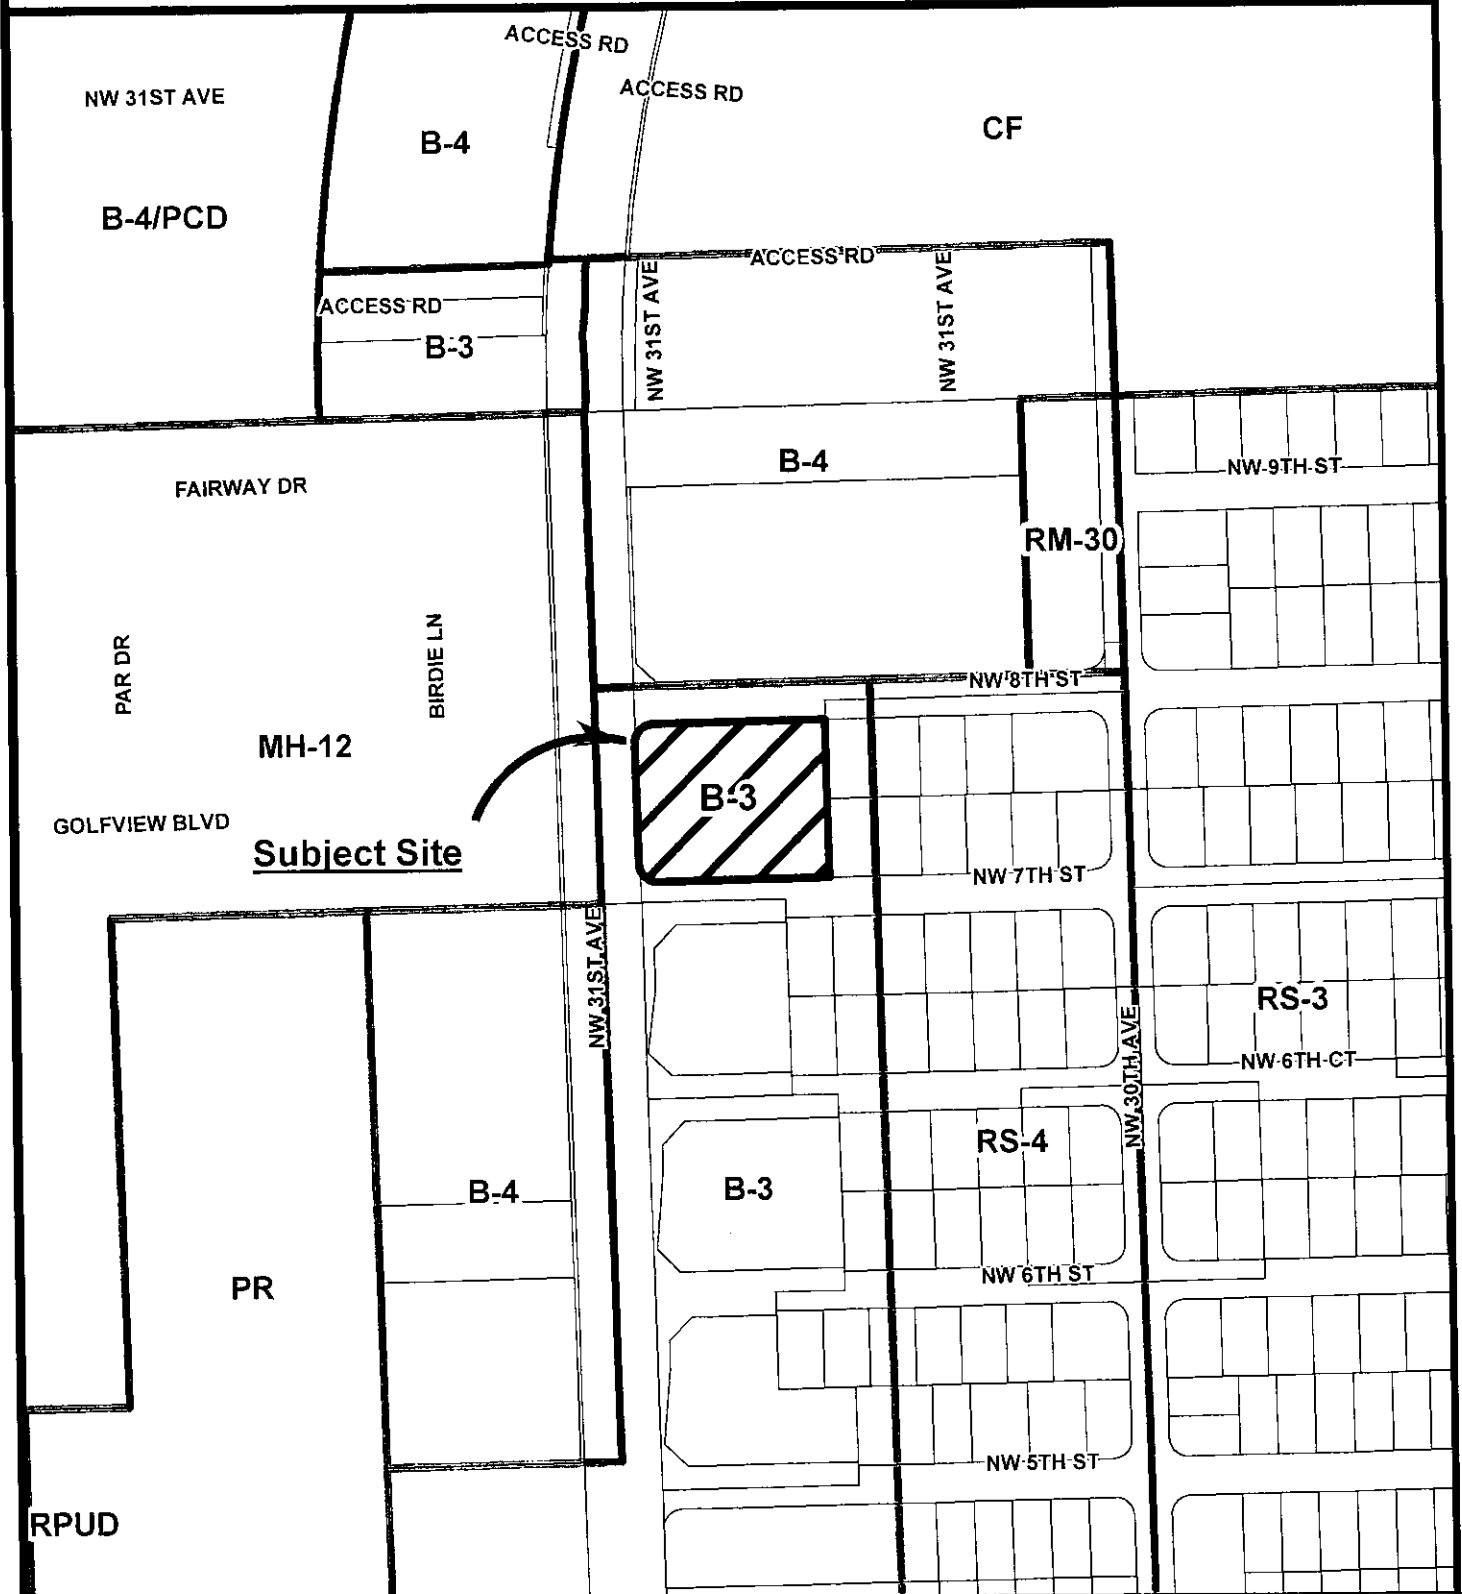 ACCESS RD
ACCESS RD
NW 31ST AVE
CF
B-4
B-4/PCD
ACCESS RD
NW 31ST AVE
NW 31ST AVE
ACCESS RD
B-3
B-4
NW 9TH ST
FAIRWAY DR
RM-30
PAR DR
BIRDIE LN
NW 8TH ST
MH-12
B-3
GOLFVIEW BLVD
Subject Site
NW 7TH ST
NW 31ST AVE
RS-3
NW 30TH AVE
NW 6TH CT
RS-4
B-4
B-3
NW 6TH ST
PR
NW 5TH ST
RPUD